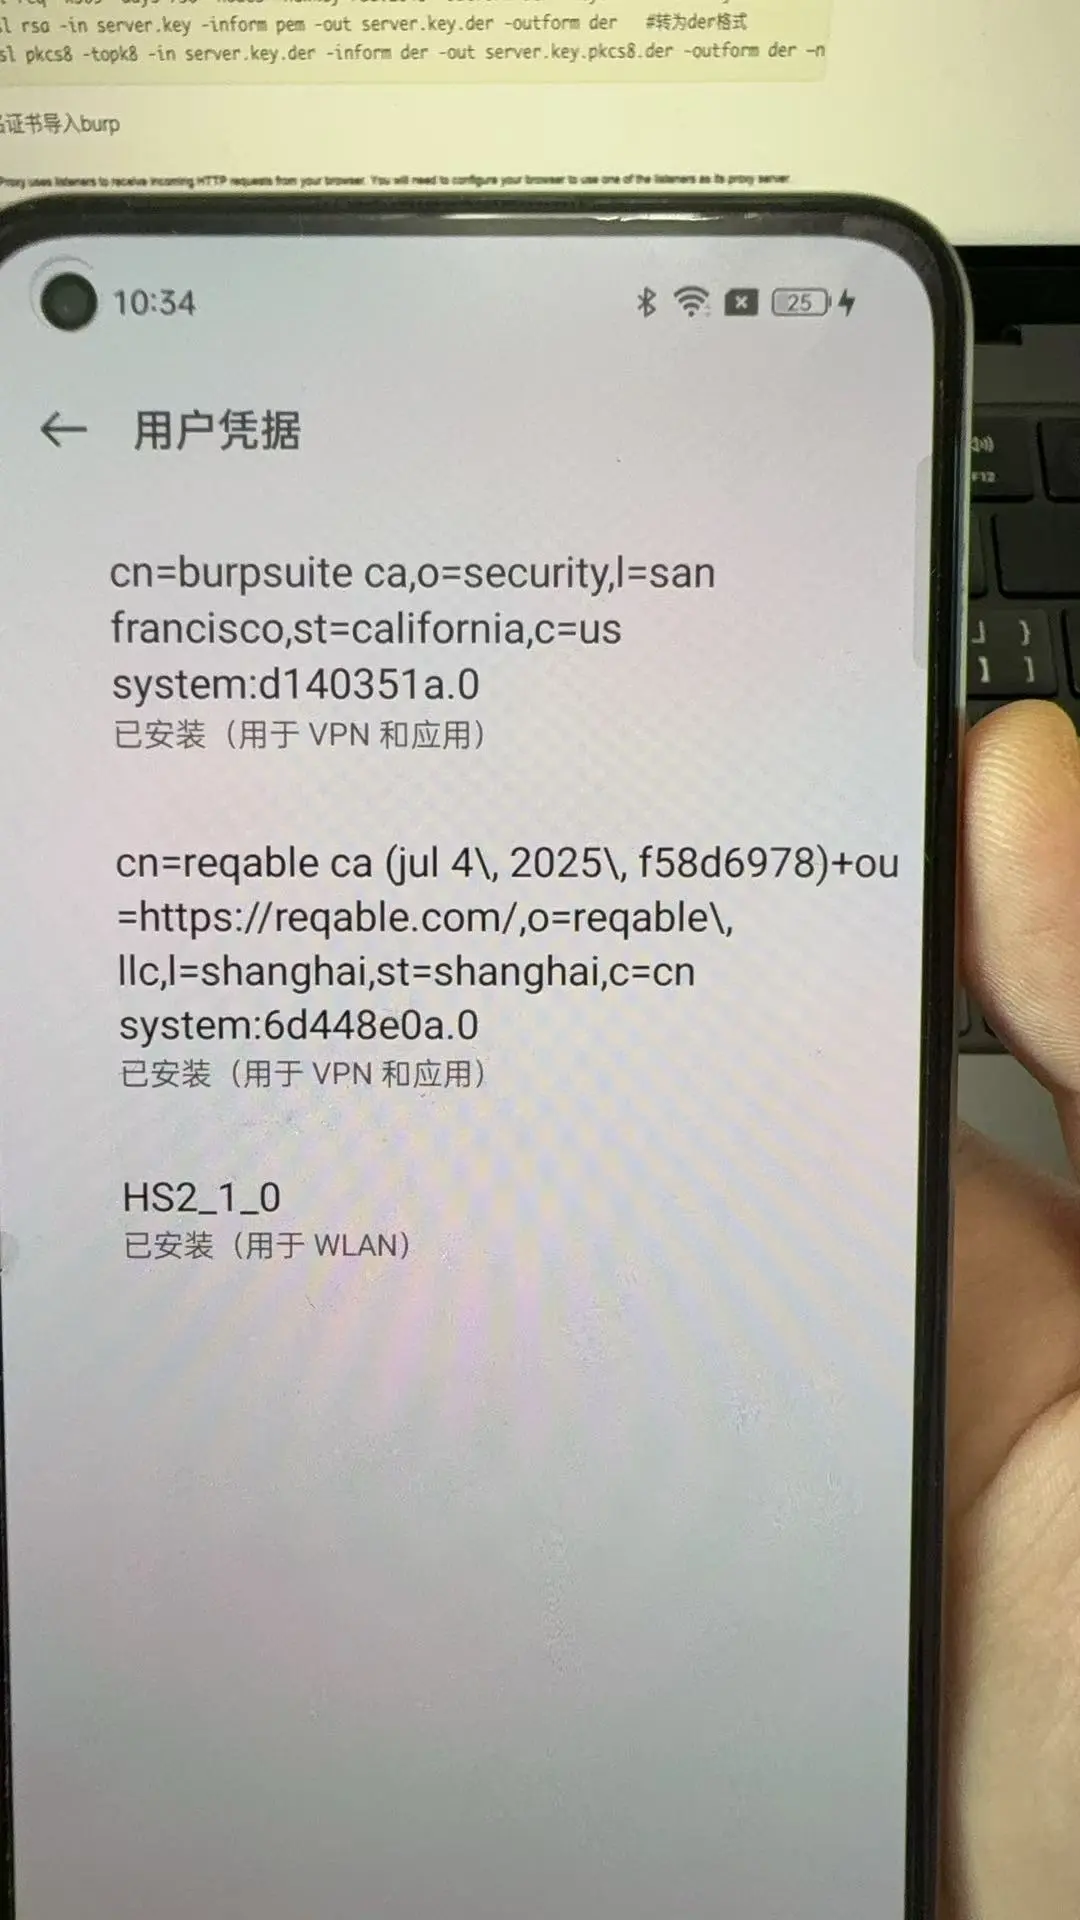 rsa -in server.key -inform pem -out server.key.der -outform der #转为der格式
pkcs8 -topk8 -in server.key.der -inform der -out server.key.pkcs8.der -outform der -n
证书导入burp
Proxy uses listeners to receive incoming HTTP requests from your browser. You will need to configure your browser to use one of the listeners as its proxy server.
10:34
25
用户凭据
F12
cn=burpsuite ca,o=security,l=san
francisco,st=california,c=us
system:d140351a.0
已安装（用于 VPN 和应用）
}
]
cn=reqable ca (jul 4\, 2025\, f58d6978)+ou
=https://reqable.com/,o=reqable\,
llc,l=shanghai,st=shanghai,c=cn
system:6d448e0a.0
已安装（用于 VPN 和应用）
HS2_1_0
已安装（用于 WLAN）